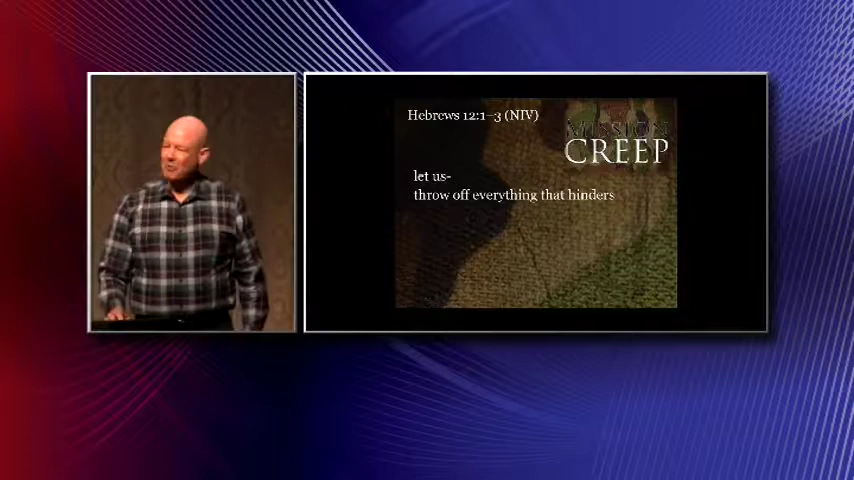 Hebrews 12:1–3 (NIV)
MISSION
CREEP
let us-
throw off everything that hinders